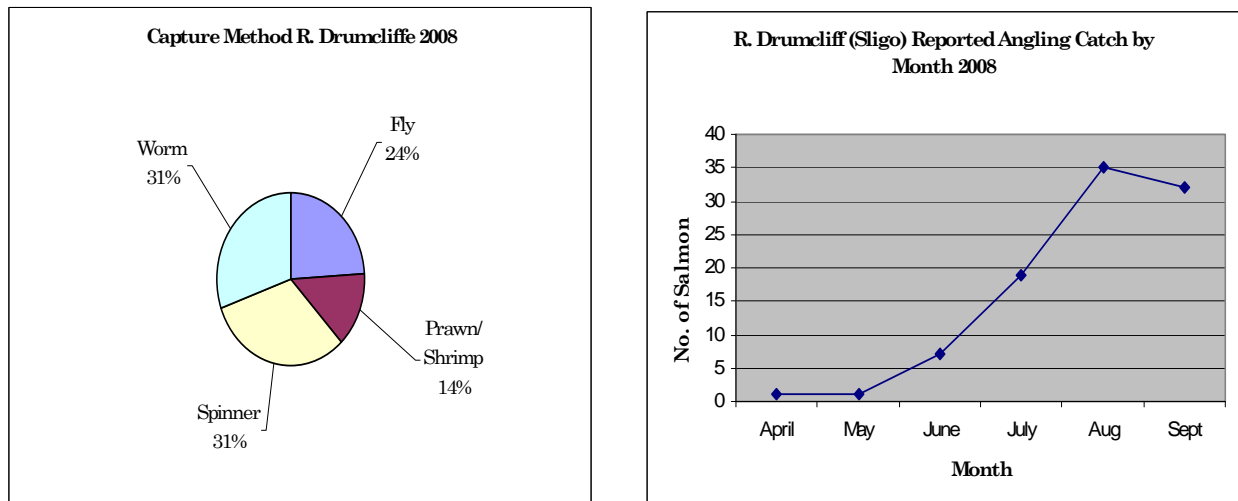 Capture Method R. Drumcliffe 2008
Fly
24%
Worm
31%
Prawn/
Shrimp
14%
Spinner
31%
R. Drumcliff (Sligo) Reported Angling Catch by
Month 2008
No. of Salmon
40
35
30
25
20
15
10
5
0
April May June July Aug Sept
Month